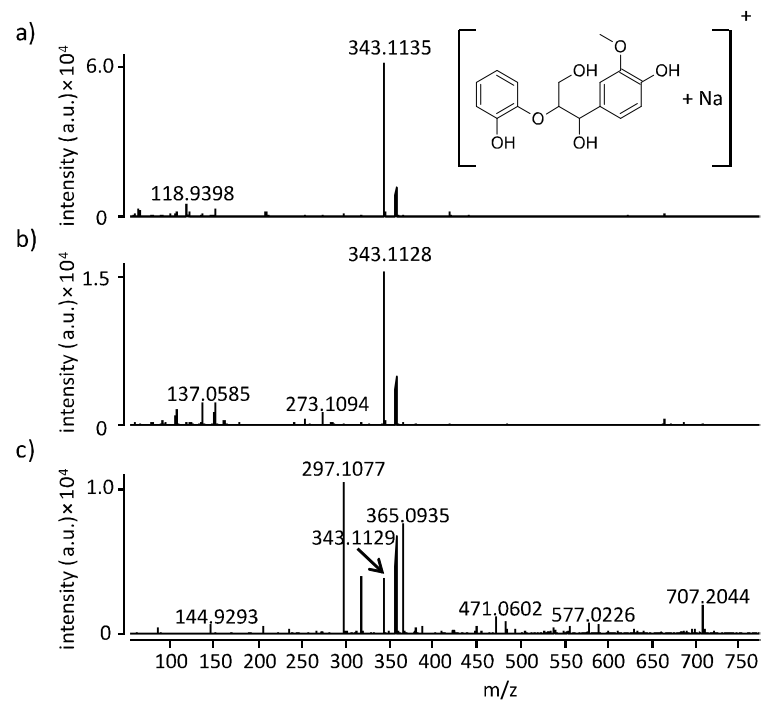 a)
intensity (a.u.)×10⁴
6.0
0
343.1135
118.9398
OH
O
OH
O
OH
OH
+ Na
+
b)
intensity (a.u.)×10⁴
1.5
0
343.1128
137.0585
273.1094
c)
intensity (a.u.)×10⁴
1.0
0
297.1077
365.0935
343.1129
144.9293
471.0602
577.0226
707.2044
100 150 200 250 300 350 400 450 500 550 600 650 700 750
m/z